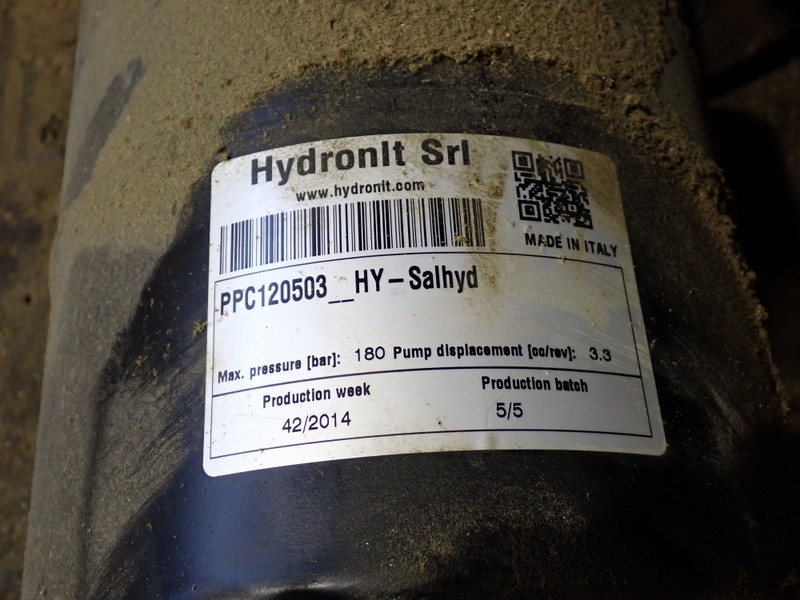 HydronIt Srl
www.hydronit.com
MADE IN ITALY
PPC120503__HY-Salhyd
Max. pressure [bar]: 180 Pump displacement [cc/rev]: 3.3
Production week Production batch
42/2014 5/5